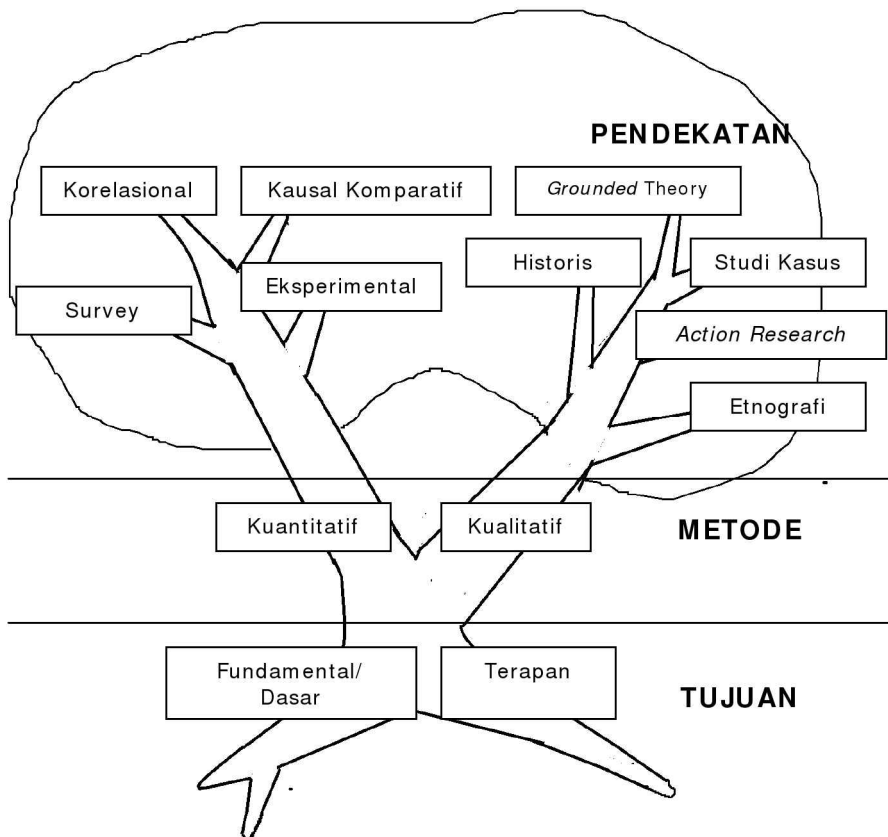 PENDEKATAN
Korelasional
Kausal Komparatif
Grounded Theory
Historis
Studi Kasus
Eksperimental
Survey
Action Research
Etnografi
Kuantitatif
Kualitatif
METODE
Fundamental/
Dasar
Terapan
TUJUAN